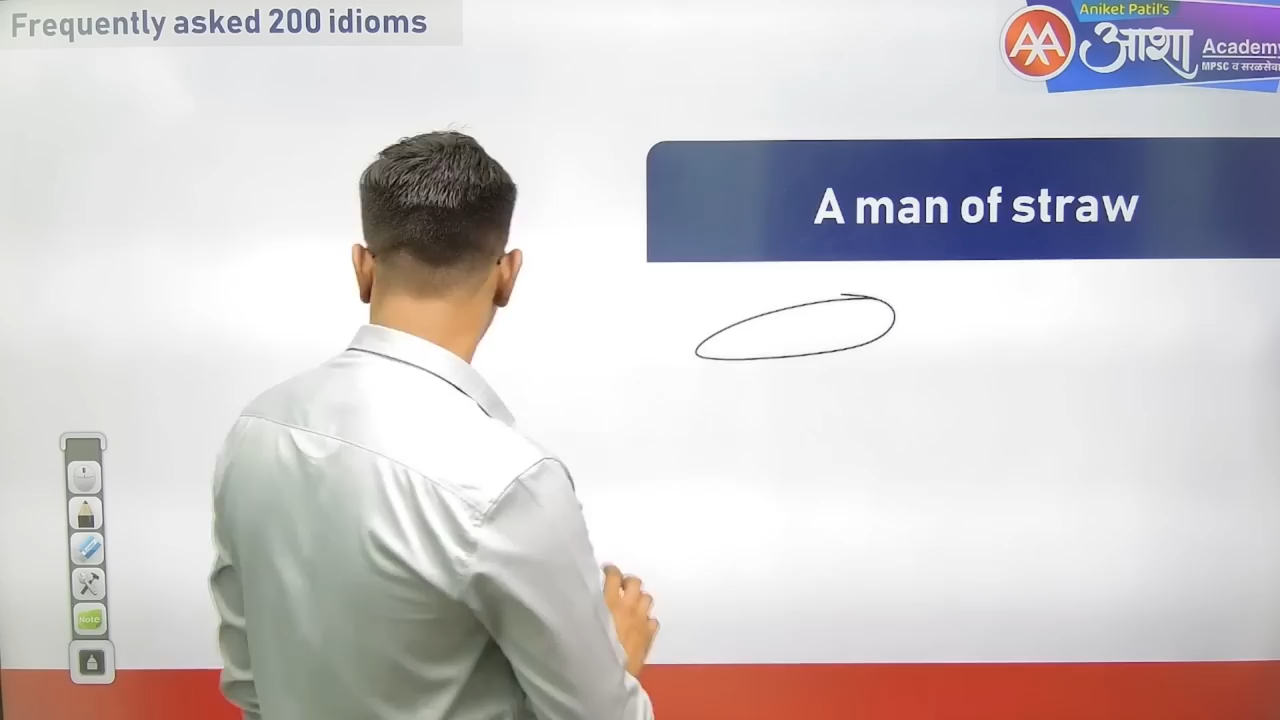 Frequently asked 200 idioms
Aniket Patil's
आशा
Academy
MPSC व सरळसेवा
A man of straw
Note